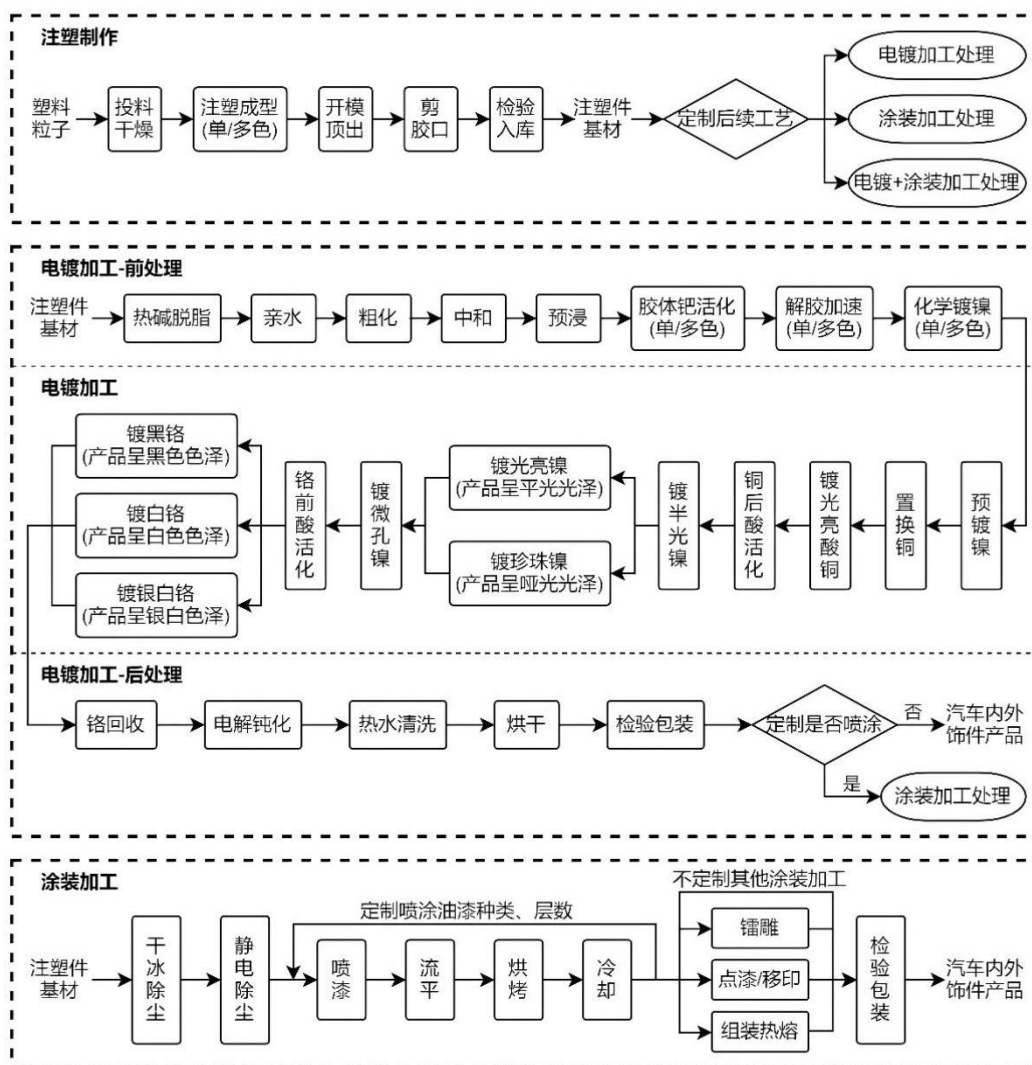 注塑制作
塑料
粒子
投料
干燥
注塑成型
(单/多色)
开模
顶出
剪
胶口
检验
入库
注塑件
基材
定制后续工艺
电镀加工处理
涂装加工处理
电镀+涂装加工处理
电镀加工-前处理
注塑件
基材
热碱脱脂
亲水
粗化
中和
预浸
胶体钯活化
(单/多色)
解胶加速
(单/多色)
化学镀镍
(单/多色)
电镀加工
预镀镍
置换铜
镀光亮酸铜
铜后酸活化
镀半光镍
镀光亮镍
(产品呈平光光泽)
镀珍珠镍
(产品呈哑光光泽)
镀微孔镍
铬前酸活化
镀黑铬
(产品呈黑色色泽)
镀白铬
(产品呈白色色泽)
镀银白铬
(产品呈银白色泽)
电镀加工-后处理
铬回收
电解钝化
热水清洗
烘干
检验包装
定制是否喷涂
否
汽车内外
饰件产品
是
涂装加工处理
涂装加工
注塑件
基材
干冰除尘
静电除尘
定制喷涂油漆种类、层数
喷漆
流平
烘烤
冷却
不定制其他涂装加工
镭雕
点漆/移印
组装热熔
检验包装
汽车内外
饰件产品